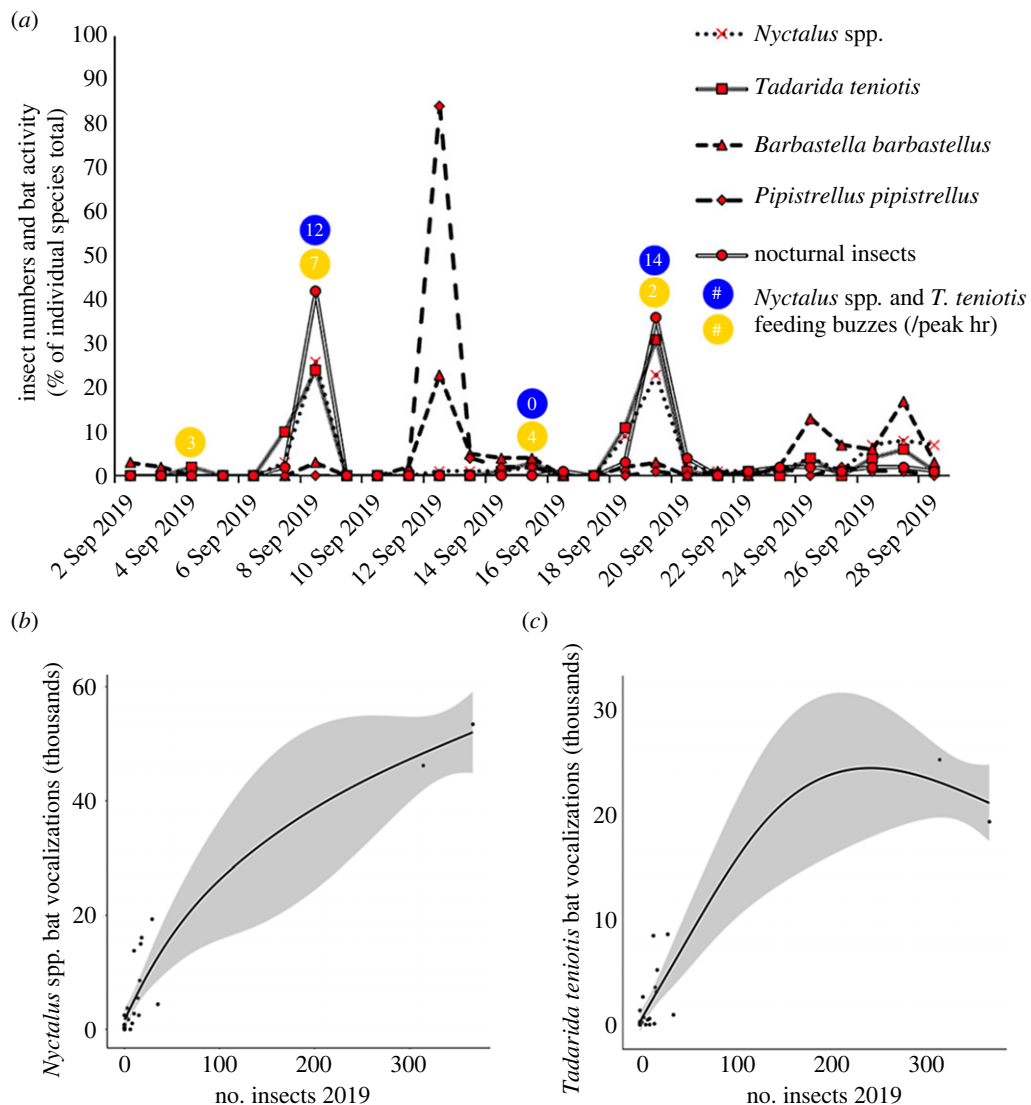 (a)
100
90
80
70
60
50
40
30
20
10
0
insect numbers and bat activity
(% of individual species total)
Nyctalus spp.
Tadarida teniotis
Barbastella barbastellus
Pipistrellus pipistrellus
nocturnal insects
# Nyctalus spp. and T. teniotis
# feeding buzzes (/peak hr)
3
12
7
0
4
14
2
2 Sep 2019
4 Sep 2019
6 Sep 2019
8 Sep 2019
10 Sep 2019
12 Sep 2019
14 Sep 2019
16 Sep 2019
18 Sep 2019
20 Sep 2019
22 Sep 2019
24 Sep 2019
26 Sep 2019
28 Sep 2019
(b)
Nyctalus spp. bat vocalizations (thousands)
60
40
20
0
0 100 200 300
no. insects 2019
(c)
Tadarida teniotis bat vocalizations (thousands)
30
20
10
0
0 100 200 300
no. insects 2019